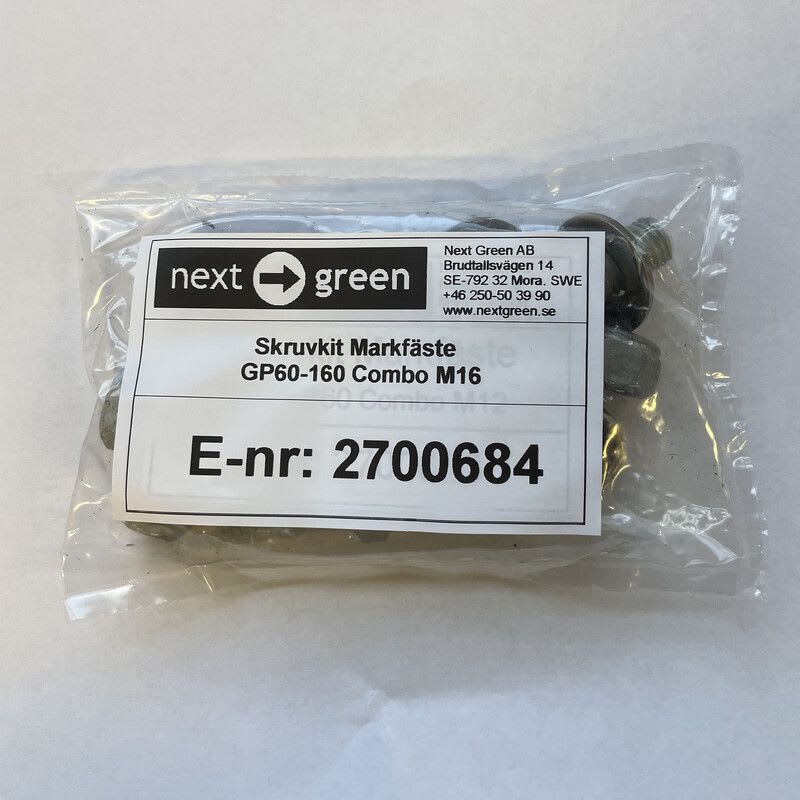 next green
Next Green AB
Brudtallsvägen 14
SE-792 32 Mora. SWE
+46 250-50 39 90
www.nextgreen.se
Skruvkit Markfäste
GP60-160 Combo M16
E-nr: 2700684